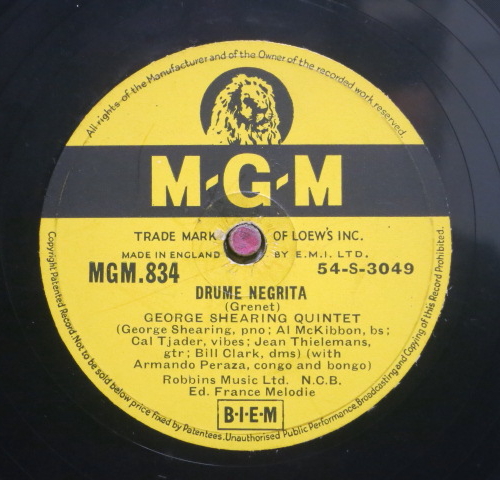 All rights of the Manufacturer and of the Owner of the recorded work reserved.
M-G-M
TRADE MARK OF LOEW'S INC.
MADE IN ENGLAND BY E.M.I. LTD.
MGM.834 54-S-3049
DRUME NEGRITA
(Grenet)
GEORGE SHEARING QUINTET
(George Shearing, pno; Al McKibbon, bs;
Cal Tjader, vibes; Jean Thielemans,
gtr; Bill Clark, dms) (with
Armando Peraza, congo and bongo)
Robbins Music Ltd. N.C.B.
Ed. France Melodie
B·I·E·M
Copyright Patented Record. Not to be sold below price fixed by Patentees. Unauthorised Public Performance, Broadcasting and Copying of this Record Prohibited.